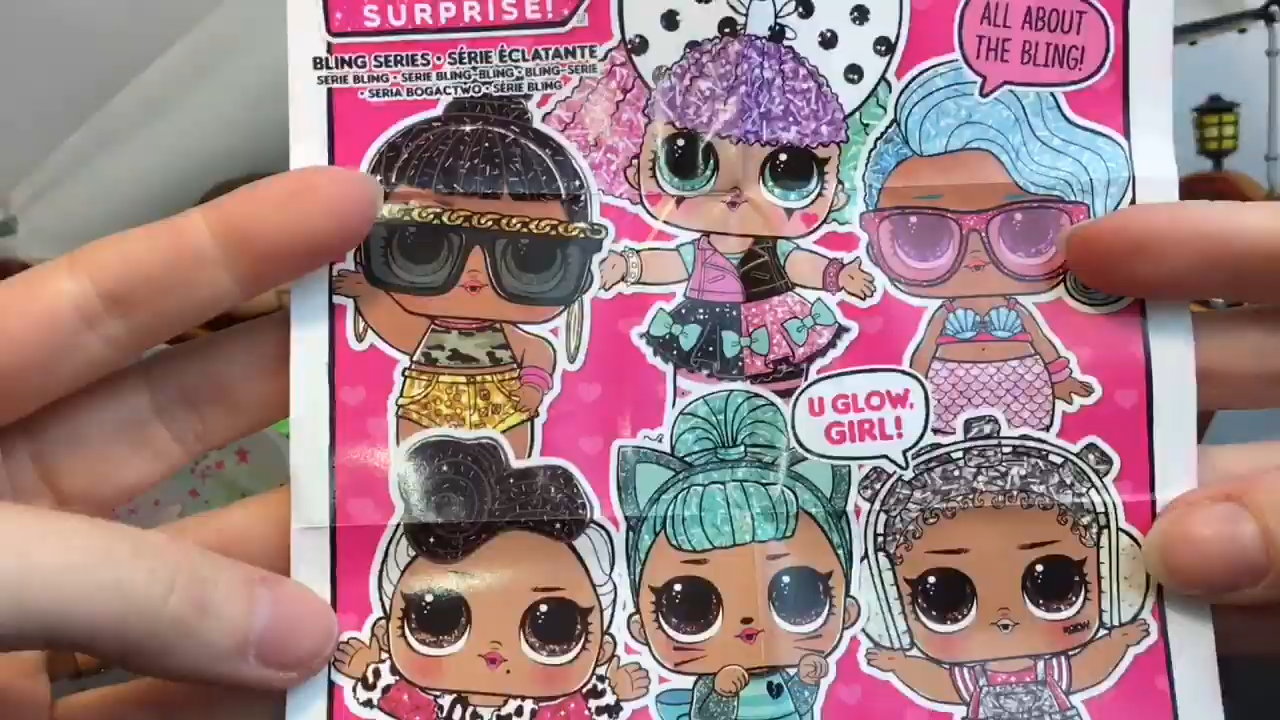 SURPRISE!
BLING SERIES • SÉRIE ÉCLATANTE
SERIE BLING • SERIE BLING-BLING • BLING-SERIE
• SERIA BOGACTWO • SÉRIE BLING
ALL ABOUT
THE BLING!
U GLOW,
GIRL!